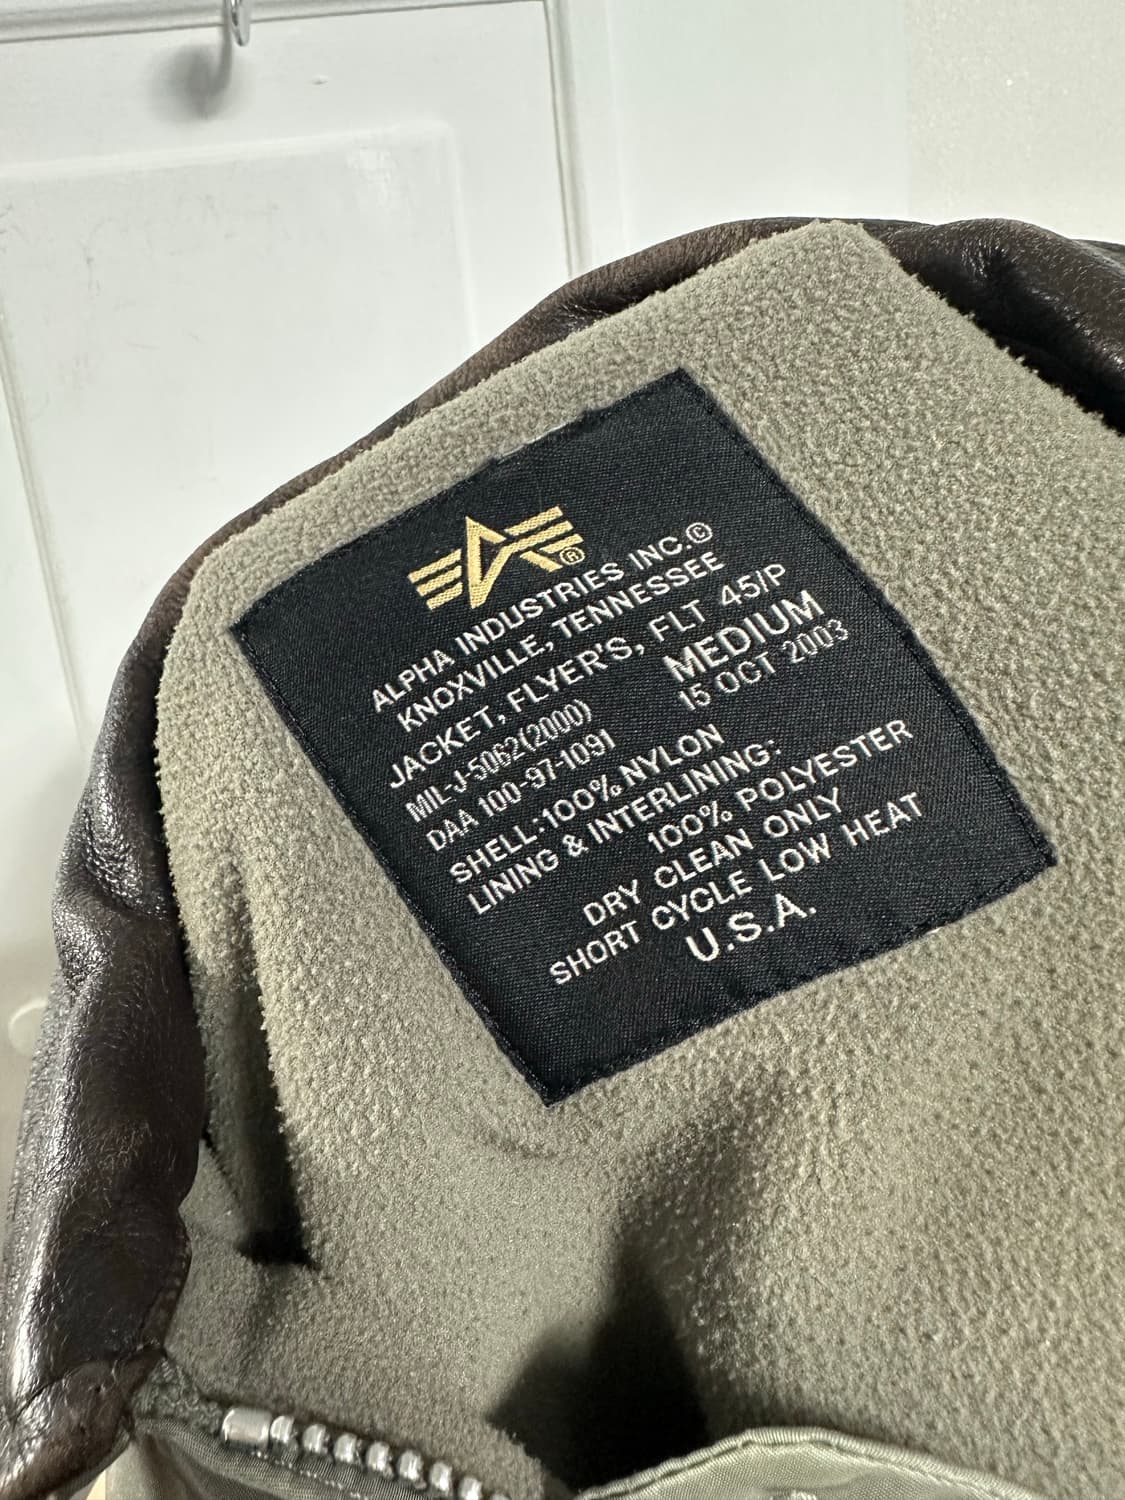 ALPHA INDUSTRIES INC.©
KNOXVILLE, TENNESSEE
JACKET, FLYER'S, FLT 45/P
MIL-J-5062(2000) MEDIUM
DAA 100-97-1091 15 OCT 2003
SHELL:100% NYLON
LINING & INTERLINING:
100% POLYESTER
DRY CLEAN ONLY
SHORT CYCLE LOW HEAT
U.S.A.